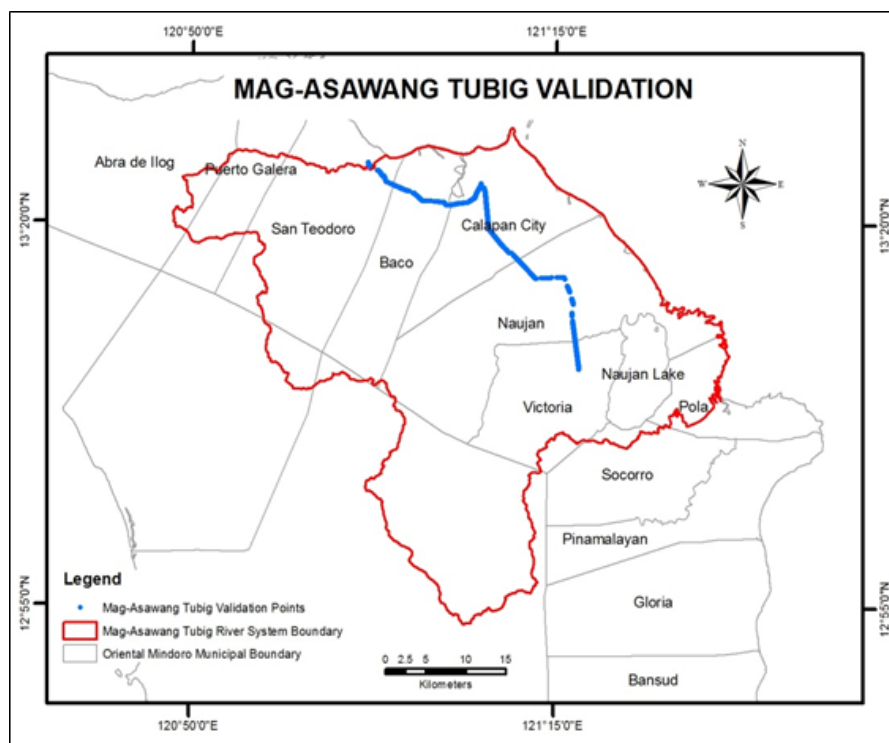 120°50'0"E
121°15'0"E
MAG-ASAWANG TUBIG VALIDATION
N
W
E
S
Abra de Ilog
Puerto Galera
13°20'0"N
13°20'0"N
San Teodoro
Calapan City
Baco
Naujan
Naujan Lake
Victoria
Pola
Socorro
Pinamalayan
Gloria
Bansud
Legend
Mag-Asawang Tubig Validation Points
Mag-Asawang Tubig River System Boundary
Oriental Mindoro Municipal Boundary
12°55'0"N
12°55'0"N
0 2.5 5 10 15
Kilometers
120°50'0"E
121°15'0"E